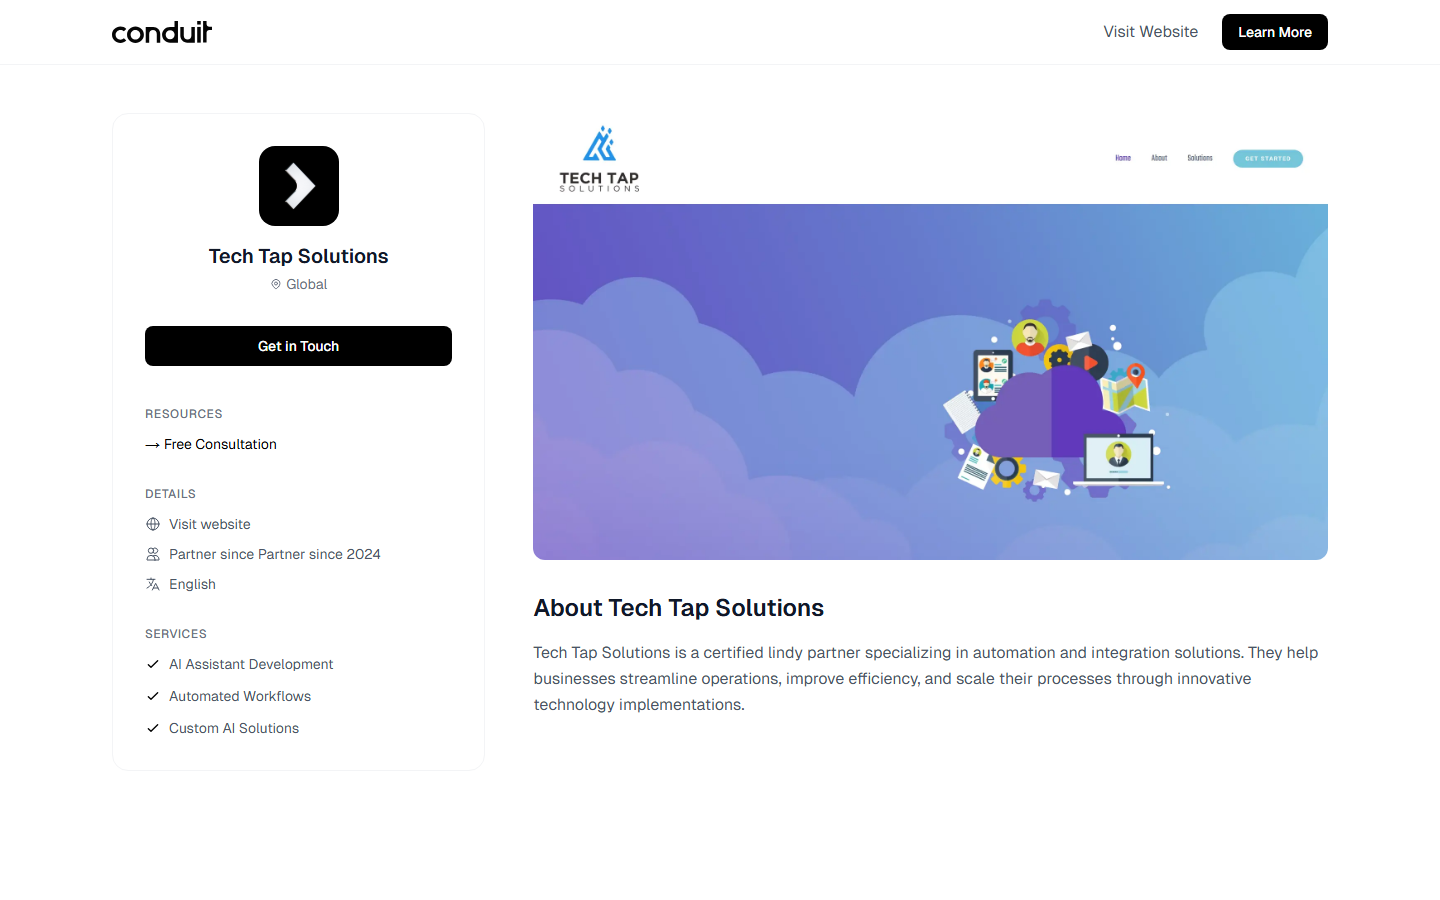 conduit
Visit Website
Learn More
Tech Tap Solutions
Global
Get in Touch
RESOURCES
→ Free Consultation
DETAILS
Visit website
Partner since Partner since 2024
English
SERVICES
AI Assistant Development
Automated Workflows
Custom AI Solutions
TECH TAP
SOLUTIONS
Home
About
Solutions
GET STARTED
About Tech Tap Solutions
Tech Tap Solutions is a certified lindy partner specializing in automation and integration solutions. They help
businesses streamline operations, improve efficiency, and scale their processes through innovative
technology implementations.